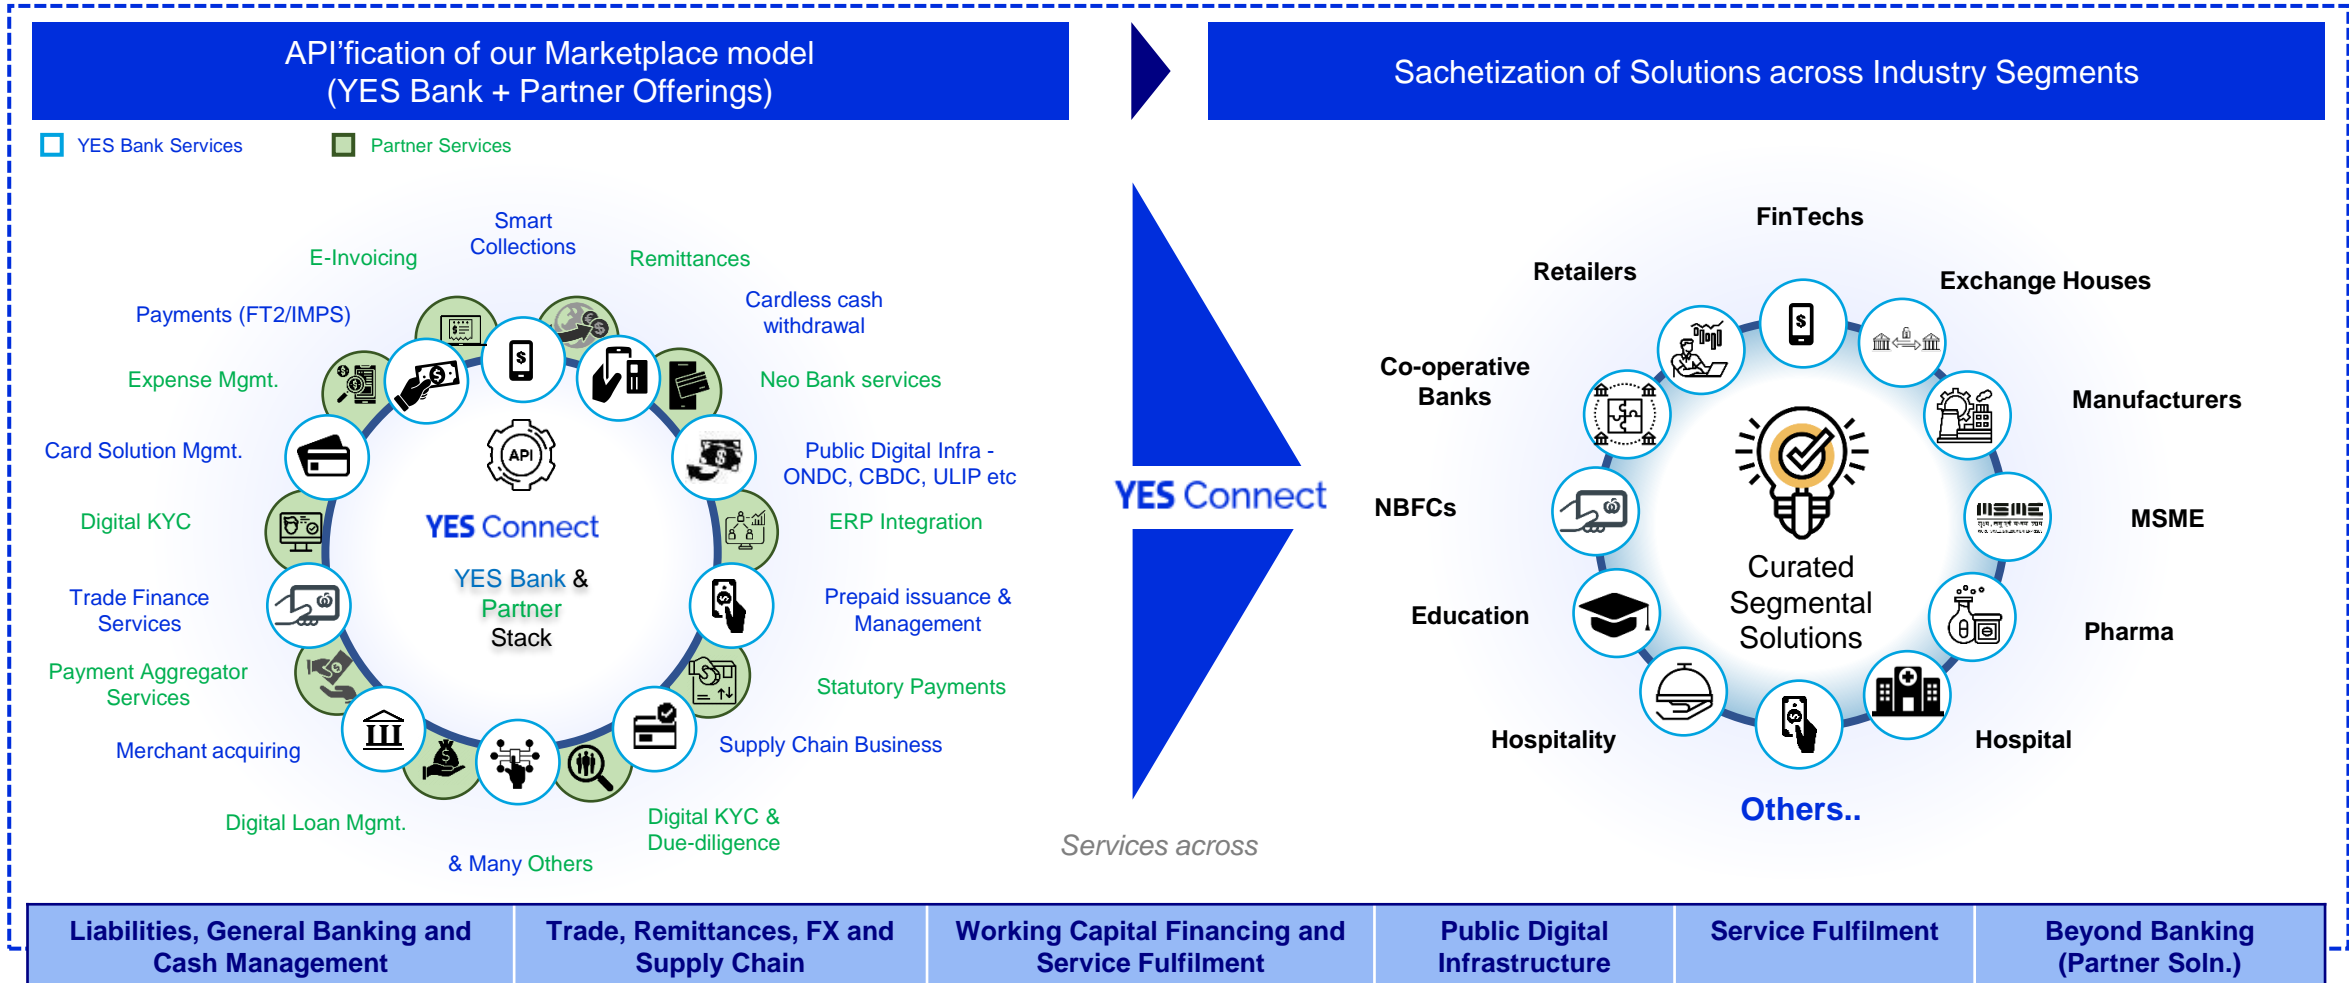 API'fication of our Marketplace model
(YES Bank + Partner Offerings)
Sachetization of Solutions across Industry Segments
YES Bank Services
Partner Services
Smart
Collections
E-Invoicing
Remittances
Payments (FT2/IMPS)
Cardless cash
withdrawal
Expense Mgmt.
Neo Bank services
Card Solution Mgmt.
Public Digital Infra -
ONDC, CBDC, ULIP etc
Digital KYC
ERP Integration
Trade Finance
Services
Prepaid issuance &
Management
Payment Aggregator
Services
Statutory Payments
Merchant acquiring
Supply Chain Business
Digital Loan Mgmt.
Digital KYC &
Due-diligence
& Many Others
API
YES Connect
YES Bank &
Partner
Stack
YES Connect
Services across
FinTechs
Retailers
Exchange Houses
Co-operative
Banks
Manufacturers
NBFCs
MSME
MSME
Education
Pharma
Hospitality
Hospital
Others..
Curated
Segmental
Solutions
Liabilities, General Banking and
Cash Management
Trade, Remittances, FX and
Supply Chain
Working Capital Financing and
Service Fulfilment
Public Digital
Infrastructure
Service Fulfilment
Beyond Banking
(Partner Soln.)